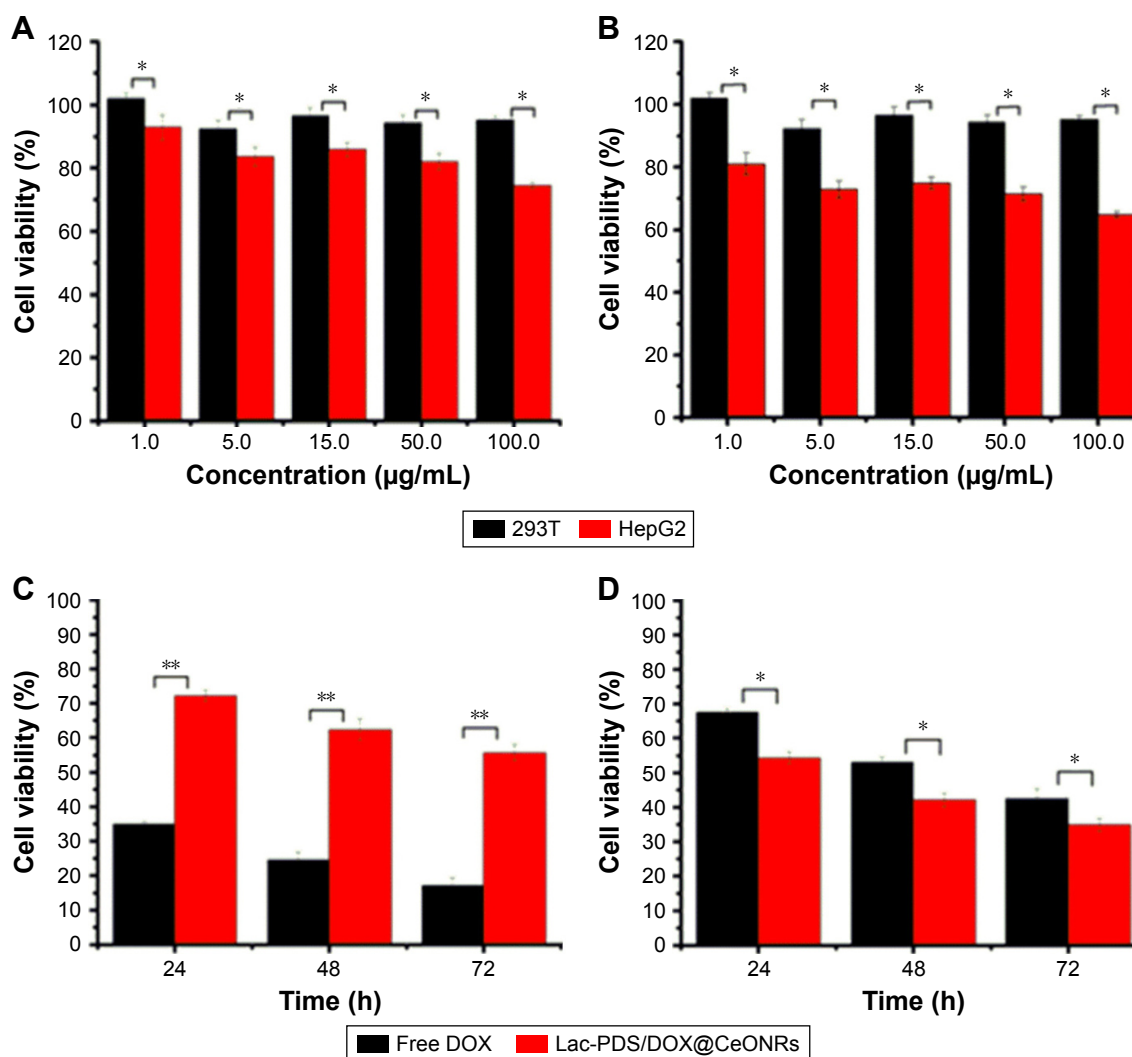 A
120
100
80
60
40
20
0
Cell viability (%)
* * * * *
1.0 5.0 15.0 50.0 100.0
Concentration (µg/mL)
B
120
100
80
60
40
20
0
Cell viability (%)
* * * * *
1.0 5.0 15.0 50.0 100.0
Concentration (µg/mL)
293T HepG2
C
100
90
80
70
60
50
40
30
20
10
0
Cell viability (%)
** ** **
24 48 72
Time (h)
D
100
90
80
70
60
50
40
30
20
10
0
Cell viability (%)
* * *
24 48 72
Time (h)
Free DOX Lac-PDS/DOX@CeONRs